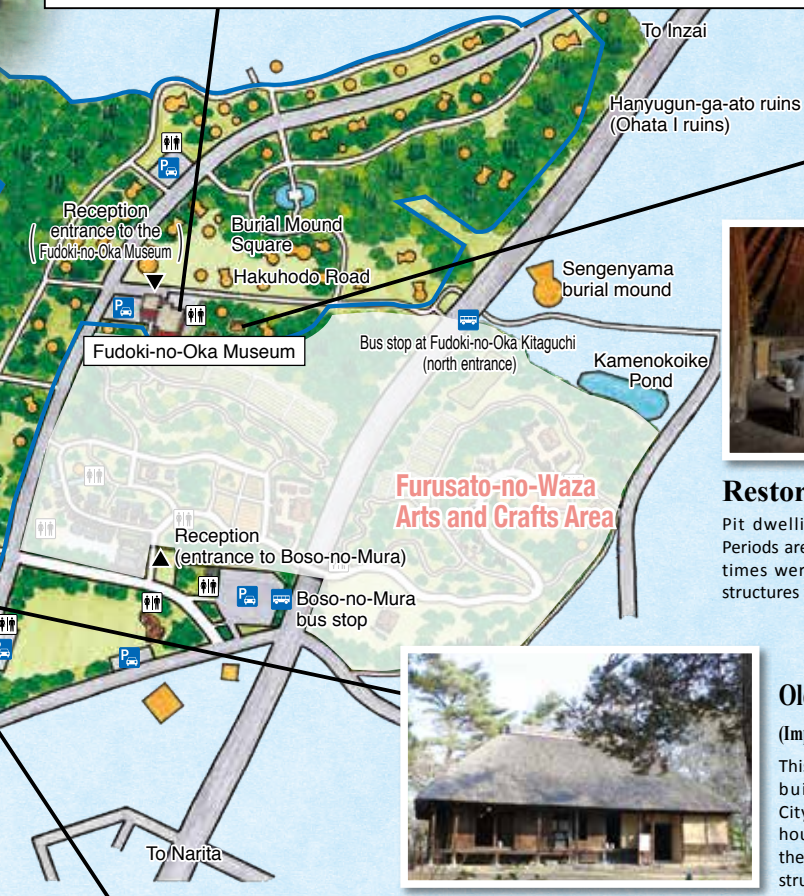 To Inzai
Hanyugun-ga-ato ruins
(Ohata I ruins)
P
Reception
(entrance to the
Fudoki-no-Oka Museum)
Burial Mound
Square
Hakuhodo Road
Sengenyama
burial mound
P
Fudoki-no-Oka Museum
Bus stop at Fudoki-no-Oka Kitaguchi
(north entrance)
Kamenokoike
Pond
Furusato-no-Waza
Arts and Crafts Area
Restor
Pit dwelli
Periods are
times wer
structures
Reception
(entrance to Boso-no-Mura)
P
Boso-no-Mura
bus stop
P
P
To Narita
Old
(Imp
This
bui
City
hou
the
stru